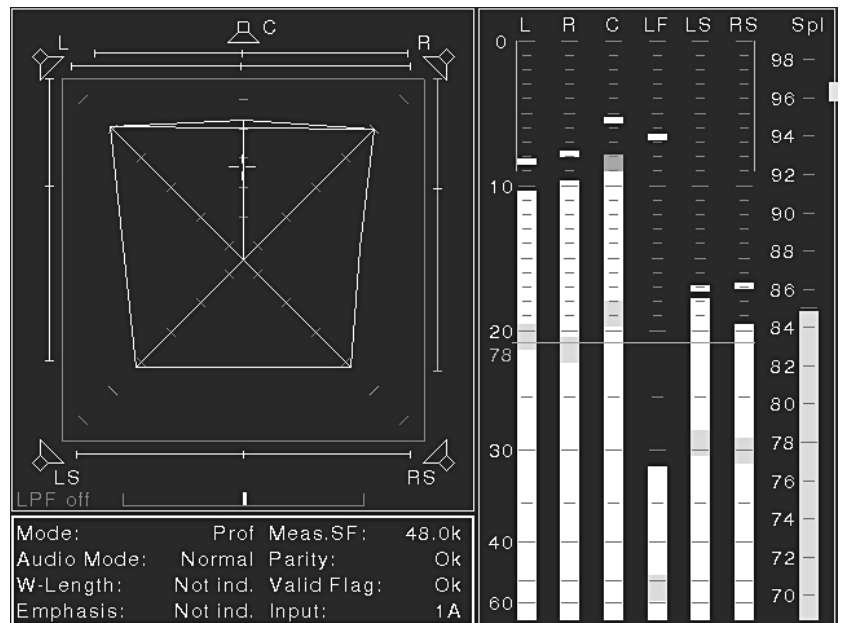 C
L R
LS RS
LPF off
Mode: Prof Meas.SF: 48.0k
Audio Mode: Normal Parity: Ok
W-Length: Not ind. Valid Flag: Ok
Emphasis: Not ind. Input: 1A
L R C LF LS RS Spl
0
10
20
78
30
40
60
98
96
94
92
90
88
86
84
82
80
78
76
74
72
70